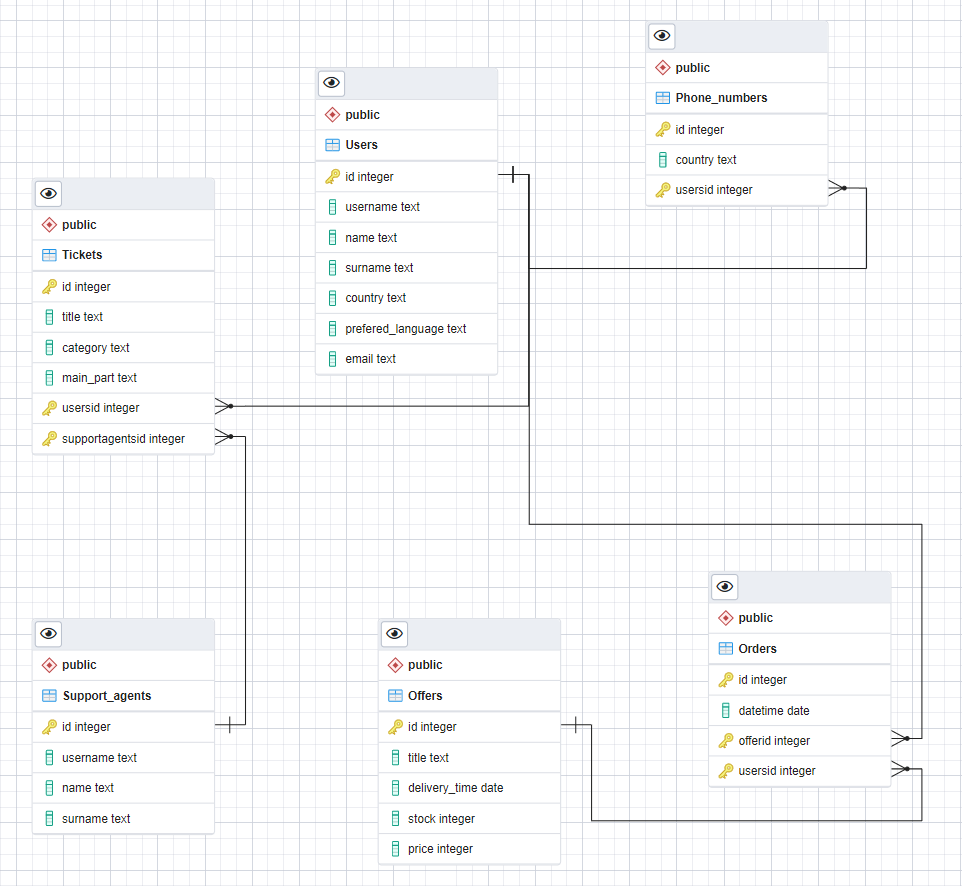 public
Phone_numbers
id integer
country text
usersid integer
public
Users
id integer
username text
name text
surname text
country text
prefered_language text
email text
public
Tickets
id integer
title text
category text
main_part text
usersid integer
supportagentsid integer
public
Support_agents
id integer
username text
name text
surname text
public
Offers
id integer
title text
delivery_time date
stock integer
price integer
public
Orders
id integer
datetime date
offerid integer
usersid integer